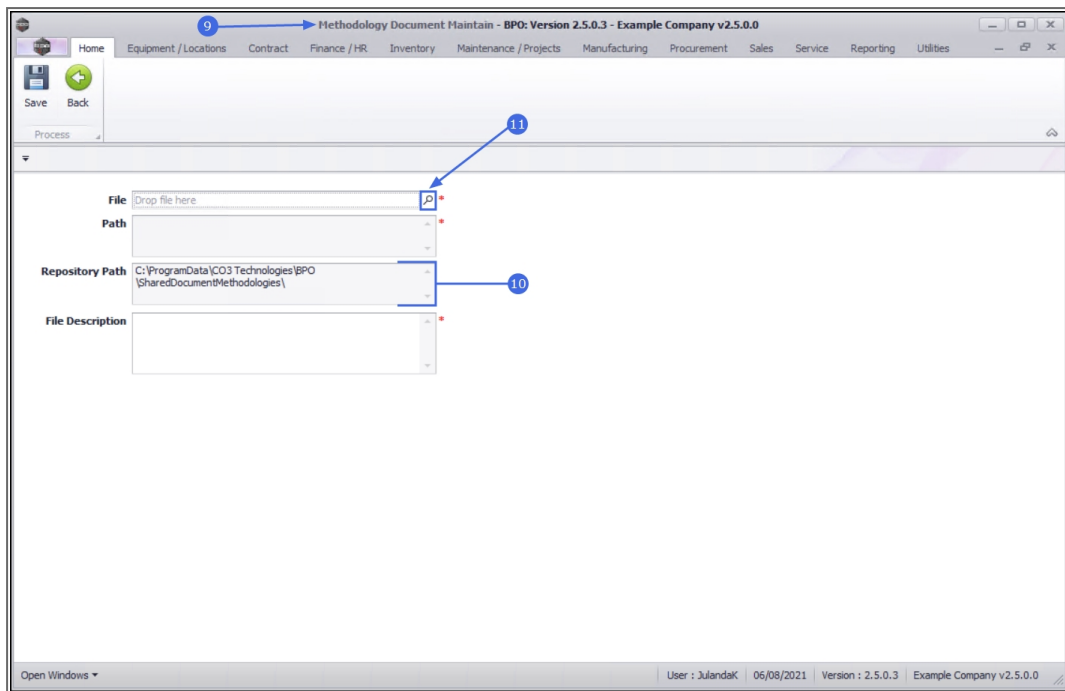 9
Methodology Document Maintain - BPO: Version 2.5.0.3 - Example Company v2.5.0.0
Home Equipment / Locations Contract Finance / HR Inventory Maintenance / Projects Manufacturing Procurement Sales Service Reporting Utilities
Save Back
Process
11
File Drop file here *
Path *
Repository Path C:\ProgramData\CO3 Technologies\BPO
\SharedDocumentMethodologies\
10
File Description *
Open Windows User : JulandaK 06/08/2021 Version : 2.5.0.3 Example Company v2.5.0.0